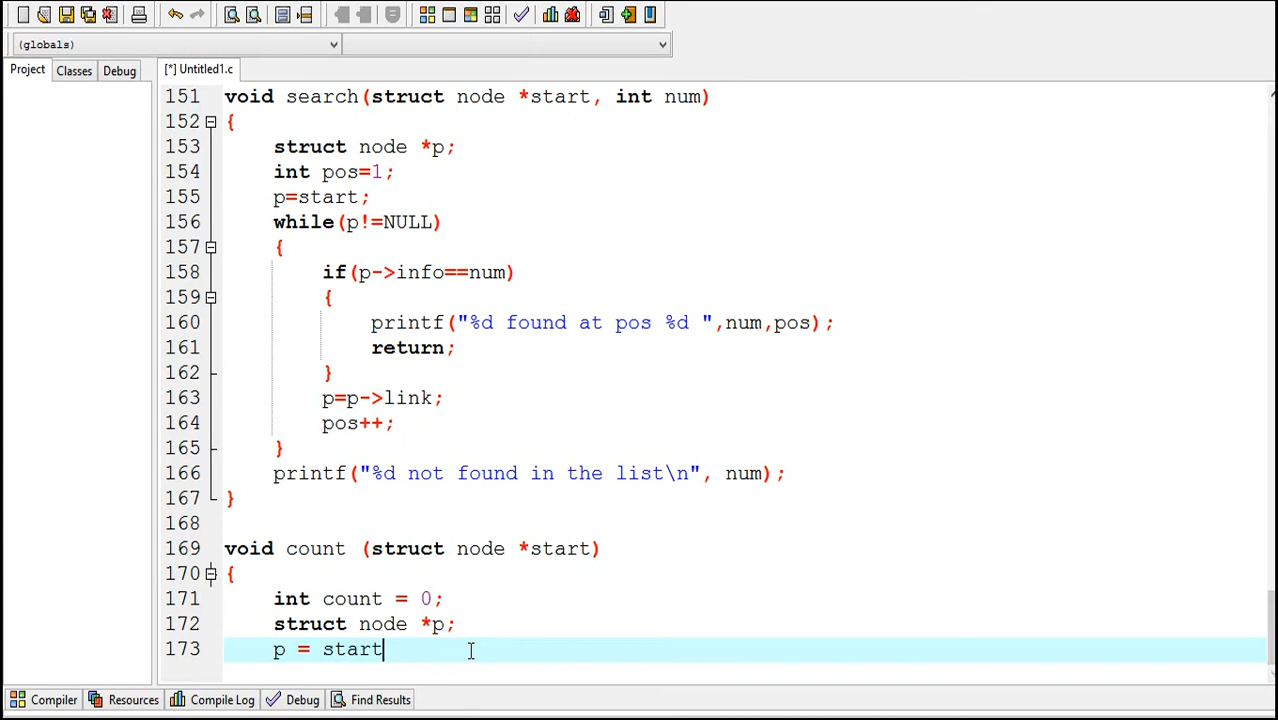 (globals)
Project Classes Debug [*] Untitled1.c
151 void search(struct node *start, int num)
152 {
153 struct node *p;
154 int pos=1;
155 p=start;
156 while(p!=NULL)
157 {
158 if(p->info==num)
159 {
160 printf("%d found at pos %d ",num,pos);
161 return;
162 }
163 p=p->link;
164 pos++;
165 }
166 printf("%d not found in the list\n", num);
167 }
168
169 void count (struct node *start)
170 {
171 int count = 0;
172 struct node *p;
173 p = start
Compiler Resources Compile Log Debug Find Results